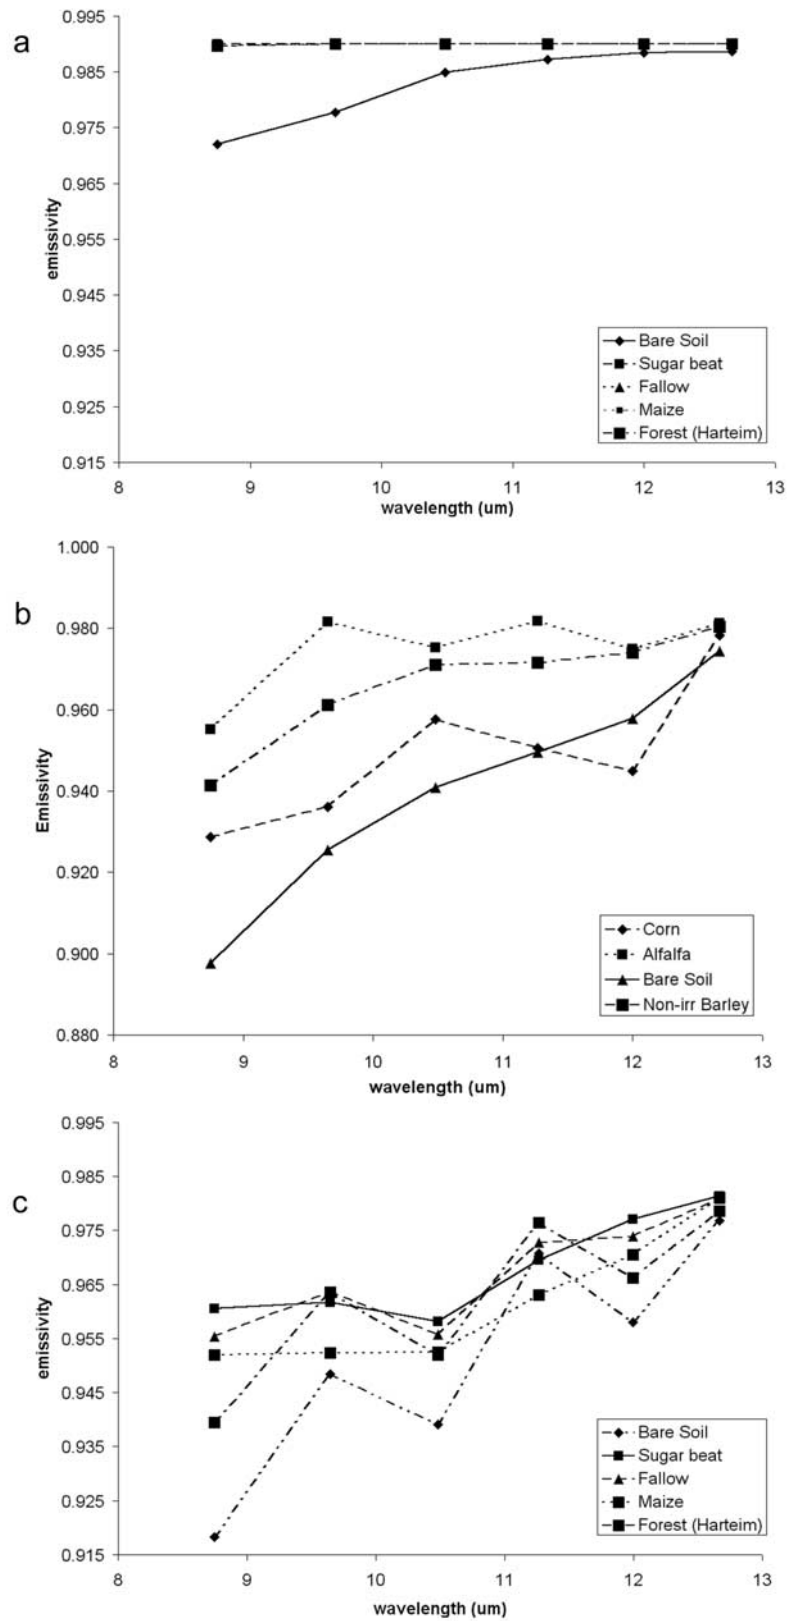 a
0.995
0.985
0.975
0.965
0.955
0.945
0.935
0.925
0.915
emissivity
8 9 10 11 12 13
wavelength (um)
Bare Soil
Sugar beat
Fallow
Maize
Forest (Harteim)
b
1.000
0.980
0.960
0.940
0.920
0.900
0.880
Emissivity
8 9 10 11 12 13
wavelength (um)
Corn
Alfalfa
Bare Soil
Non-irr Barley
c
0.995
0.985
0.975
0.965
0.955
0.945
0.935
0.925
0.915
emissivity
8 9 10 11 12 13
wavelength (um)
Bare Soil
Sugar beat
Fallow
Maize
Forest (Harteim)